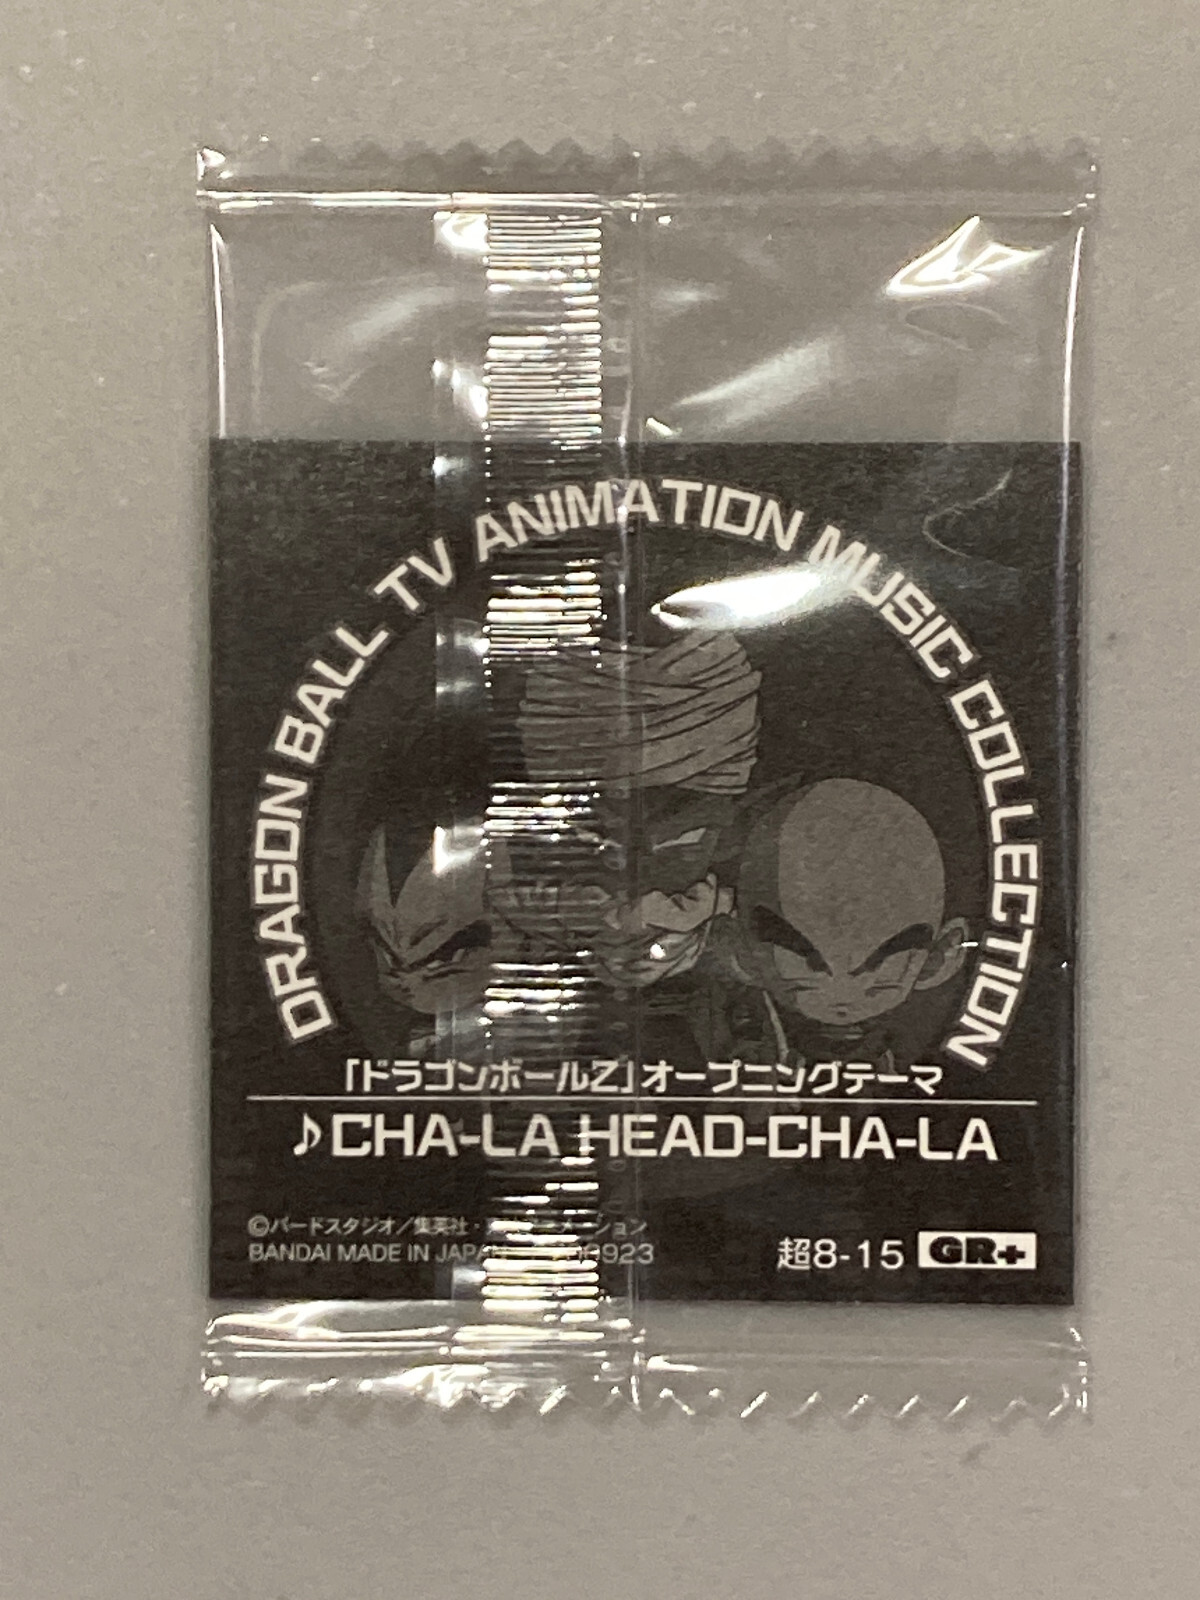 DRAGON BALL TV ANIMATION MUSIC COLLECTION
「ドラゴンボールZ」オープニングテーマ
♪CHA-LA HEAD-CHA-LA
©バードスタジオ／集英社・
BANDAI MADE IN JAPAN
超8-15 GR+